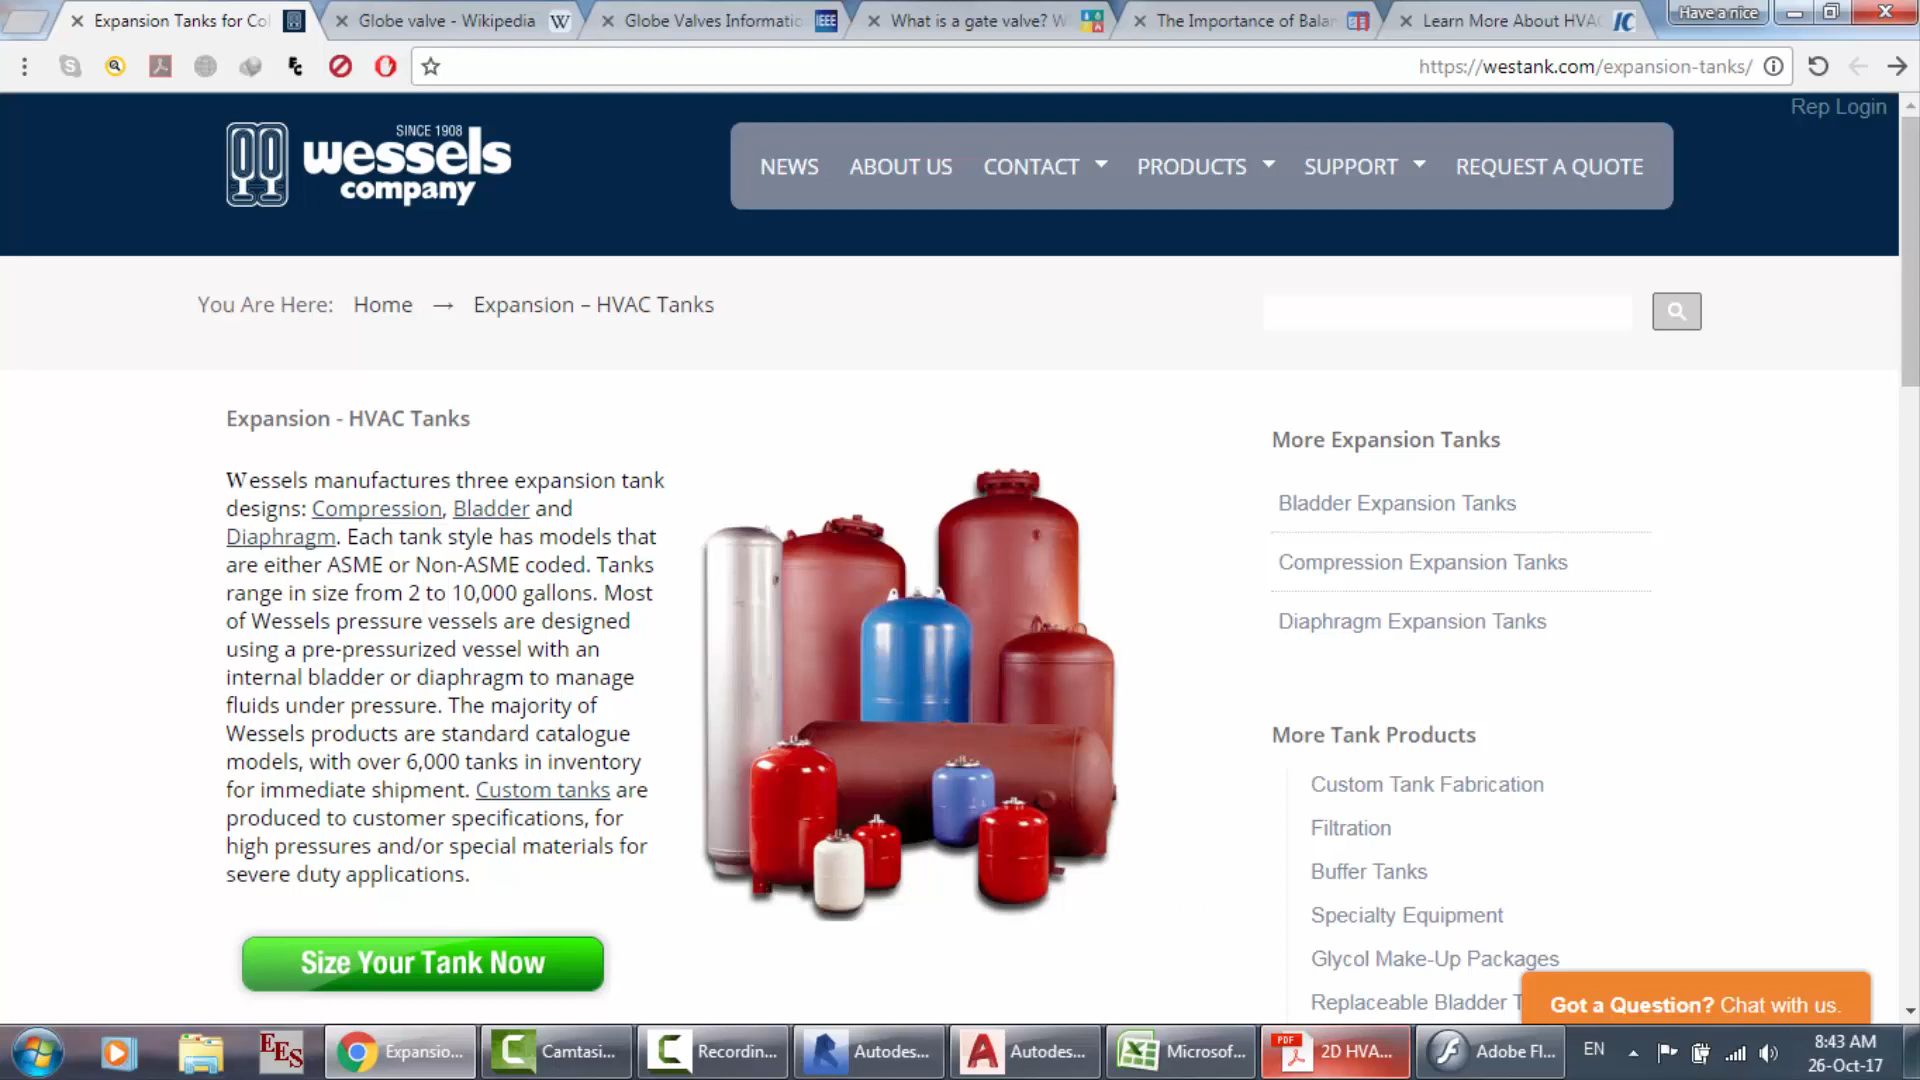 Expansion Tanks for Col
Globe valve - Wikipedia
W
Globe Valves Informatio
IEEE
What is a gate valve? W
The Importance of Balan
Learn More About HVAC
IC
Have a nice
https://westank.com/expansion-tanks/
Rep Login
SINCE 1908
wessels
company
NEWS ABOUT US CONTACT PRODUCTS SUPPORT REQUEST A QUOTE
You Are Here: Home → Expansion – HVAC Tanks
Expansion - HVAC Tanks
Wessels manufactures three expansion tank
designs: Compression, Bladder and
Diaphragm. Each tank style has models that
are either ASME or Non-ASME coded. Tanks
range in size from 2 to 10,000 gallons. Most
of Wessels pressure vessels are designed
using a pre-pressurized vessel with an
internal bladder or diaphragm to manage
fluids under pressure. The majority of
Wessels products are standard catalogue
models, with over 6,000 tanks in inventory
for immediate shipment. Custom tanks are
produced to customer specifications, for
high pressures and/or special materials for
severe duty applications.
Size Your Tank Now
More Expansion Tanks
Bladder Expansion Tanks
Compression Expansion Tanks
Diaphragm Expansion Tanks
More Tank Products
Custom Tank Fabrication
Filtration
Buffer Tanks
Specialty Equipment
Glycol Make-Up Packages
Replaceable Bladder T
Got a Question? Chat with us.
EES
Expansio...
Camtasi...
Recordin...
Autodes...
Autodes...
Microsof...
PDF
2D HVA...
Adobe Fl...
EN
8:43 AM
26-Oct-17